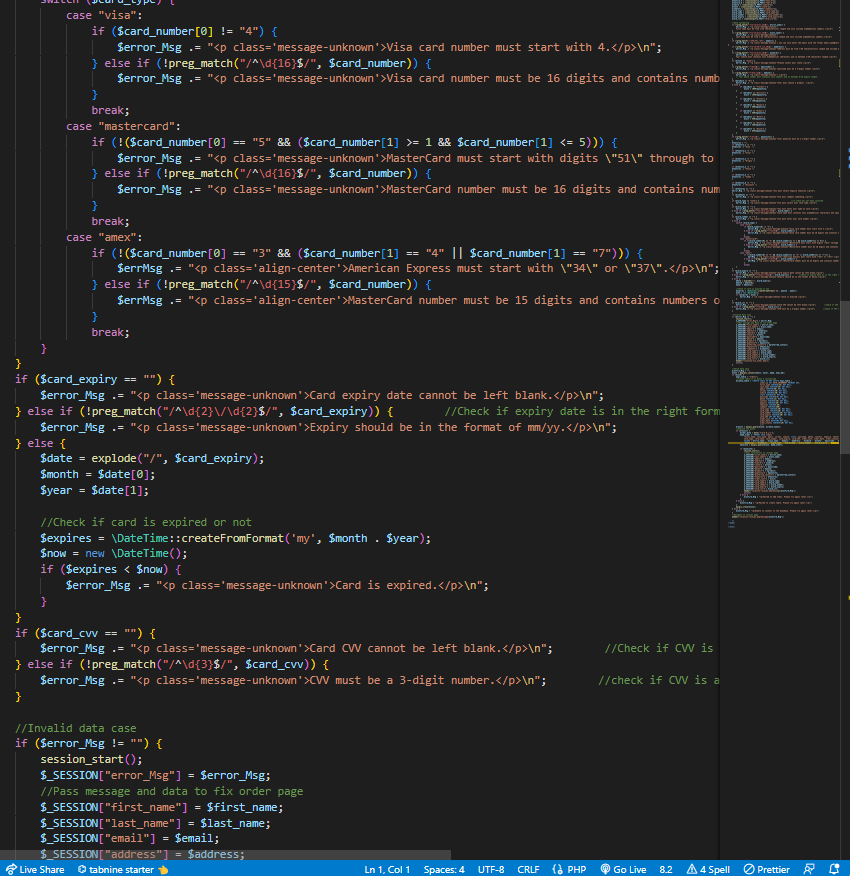 switch ($card_type) {
case "visa":
if ($card_number[0] != "4") {
$error_Msg .= "<p class='message-unknown'>Visa card number must start with 4.</p>\n";
} else if (!preg_match("/^\d{16}$/", $card_number)) {
$error_Msg .= "<p class='message-unknown'>Visa card number must be 16 digits and contains numb
}
break;
case "mastercard":
if (!($card_number[0] == "5" && ($card_number[1] >= 1 && $card_number[1] <= 5))) {
$error_Msg .= "<p class='message-unknown'>MasterCard must start with digits \"51\" through to
} else if (!preg_match("/^\d{16}$/", $card_number)) {
$error_Msg .= "<p class='message-unknown'>MasterCard number must be 16 digits and contains num
}
break;
case "amex":
if (!($card_number[0] == "3" && ($card_number[1] == "4" || $card_number[1] == "7"))) {
$errMsg .= "<p class='align-center'>American Express must start with \"34\" or \"37\".</p>\n";
} else if (!preg_match("/^\d{15}$/", $card_number)) {
$errMsg .= "<p class='align-center'>MasterCard number must be 15 digits and contains numbers o
}
break;
}
}
if ($card_expiry == "") {
$error_Msg .= "<p class='message-unknown'>Card expiry date cannot be left blank.</p>\n";
} else if (!preg_match("/^\d{2}\/\d{2}$/", $card_expiry)) { //Check if expiry date is in the right form
$error_Msg .= "<p class='message-unknown'>Expiry should be in the format of mm/yy.</p>\n";
} else {
$date = explode("/", $card_expiry);
$month = $date[0];
$year = $date[1];
//Check if card is expired or not
$expires = \DateTime::createFromFormat('my', $month . $year);
$now = new \DateTime();
if ($expires < $now) {
$error_Msg .= "<p class='message-unknown'>Card is expired.</p>\n";
}
}
if ($card_cvv == "") {
$error_Msg .= "<p class='message-unknown'>Card CVV cannot be left blank.</p>\n"; //Check if CVV is
} else if (!preg_match("/^\d{3}$/", $card_cvv)) {
$error_Msg .= "<p class='message-unknown'>CVV must be a 3-digit number.</p>\n"; //check if CVV is a
}
//Invalid data case
if ($error_Msg != "") {
session_start();
$_SESSION["error_Msg"] = $error_Msg;
//Pass message and data to fix order page
$_SESSION["first_name"] = $first_name;
$_SESSION["last_name"] = $last_name;
$_SESSION["email"] = $email;
$_SESSION["address"] = $address;
Live Share tabnine starter Ln 1, Col 1 Spaces: 4 UTF-8 CRLF {} PHP Go Live 8.2 4 Spell Prettier